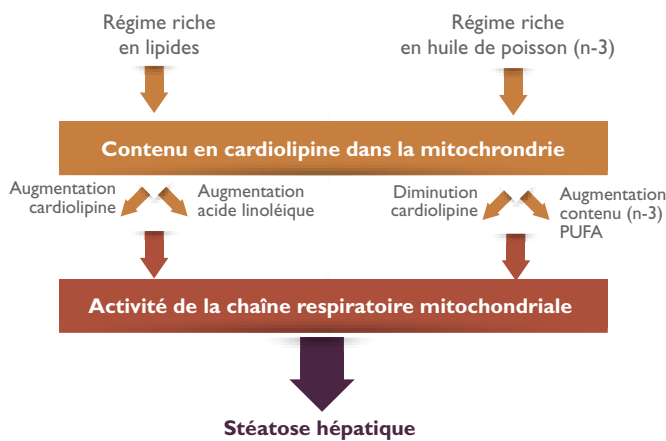 Régime riche
en lipides
Régime riche
en huile de poisson (n-3)
Contenu en cardiolipine dans la mitochrondrie
Augmentation
cardiolipine
Augmentation
acide linoléique
Diminution
cardiolipine
Augmentation
contenu (n-3)
PUFA
Activité de la chaîne respiratoire mitochondriale
Stéatose hépatique